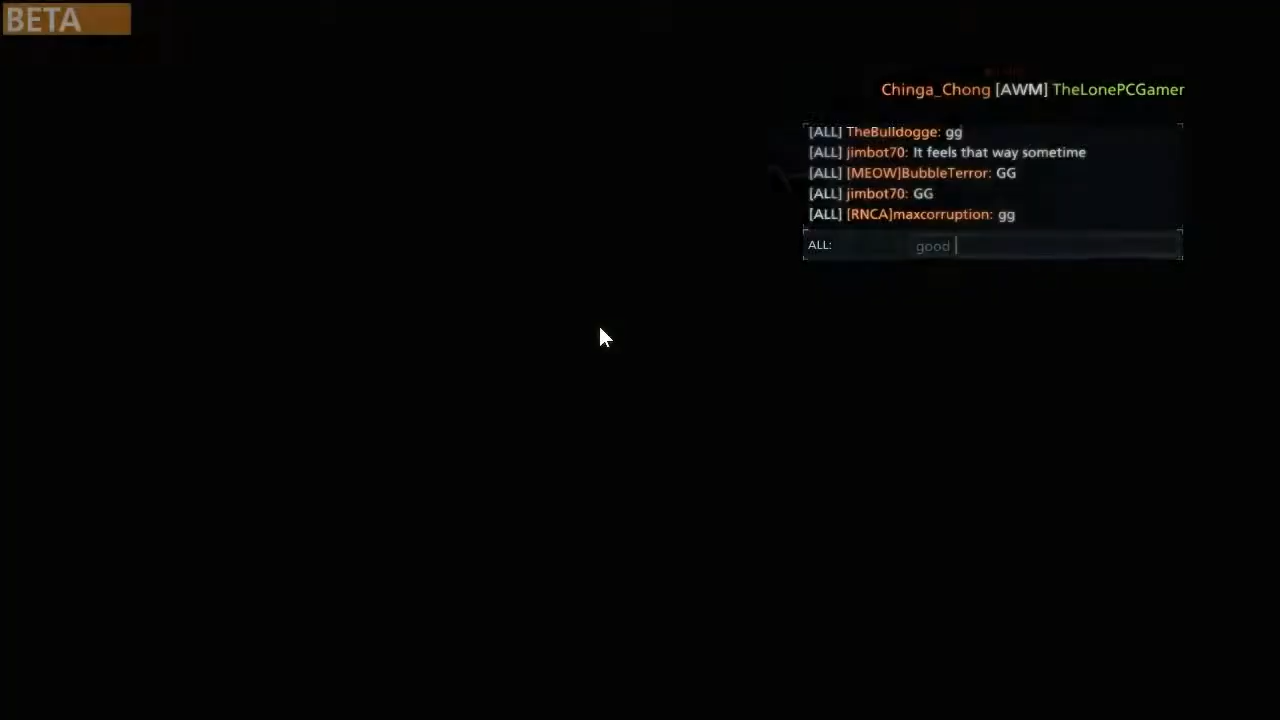 BETA
Chinga_Chong [AWM] TheLonePCGamer
[ALL] TheBulldogge: gg
[ALL] jimbot70: It feels that way sometime
[ALL] [MEOW]BubbleTerror: GG
[ALL] jimbot70: GG
[ALL] [RNCA]maxcorruption: gg
ALL: good